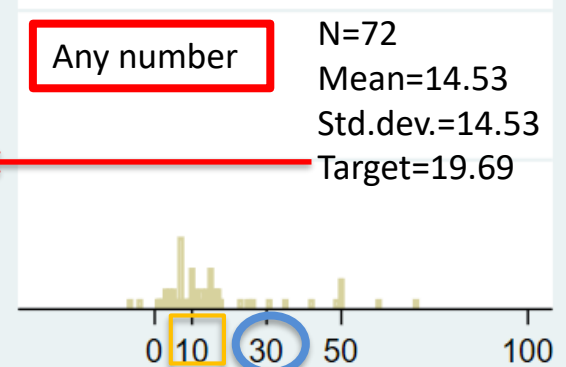 Any number
N=72
Mean=14.53
Std.dev.=14.53
Target=19.69
0 10 30 50 100